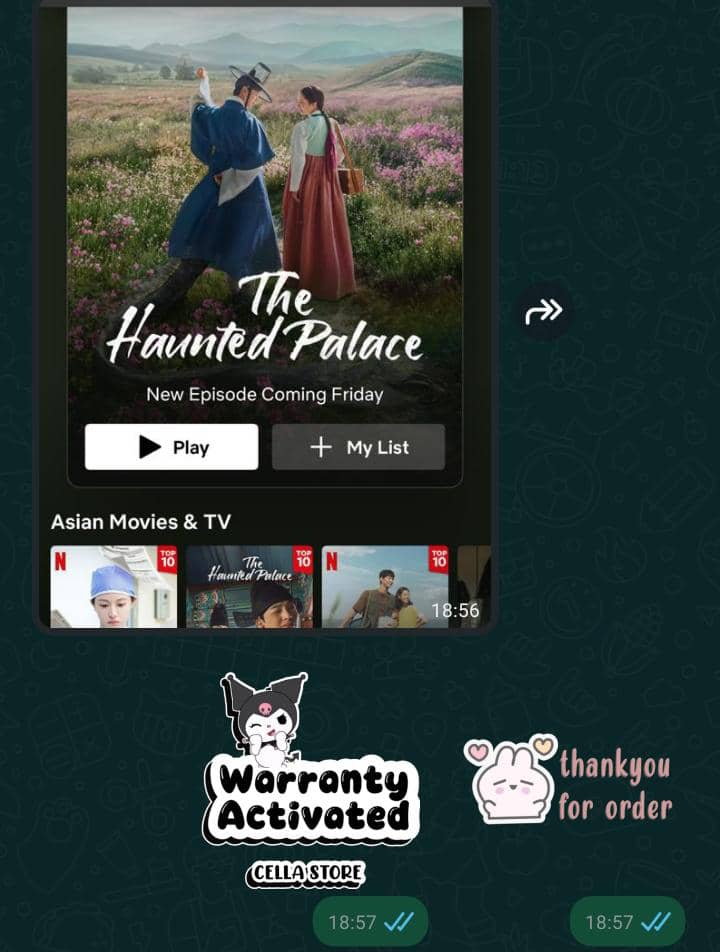 The
Haunted Palace
New Episode Coming Friday
Play
My List
Asian Movies & TV
N
TOP
10
The
Haunted Palace
TOP
10
N
TOP
10
18:56
Warranty
Activated
CELLA STORE
thankyou
for order
18:57
18:57